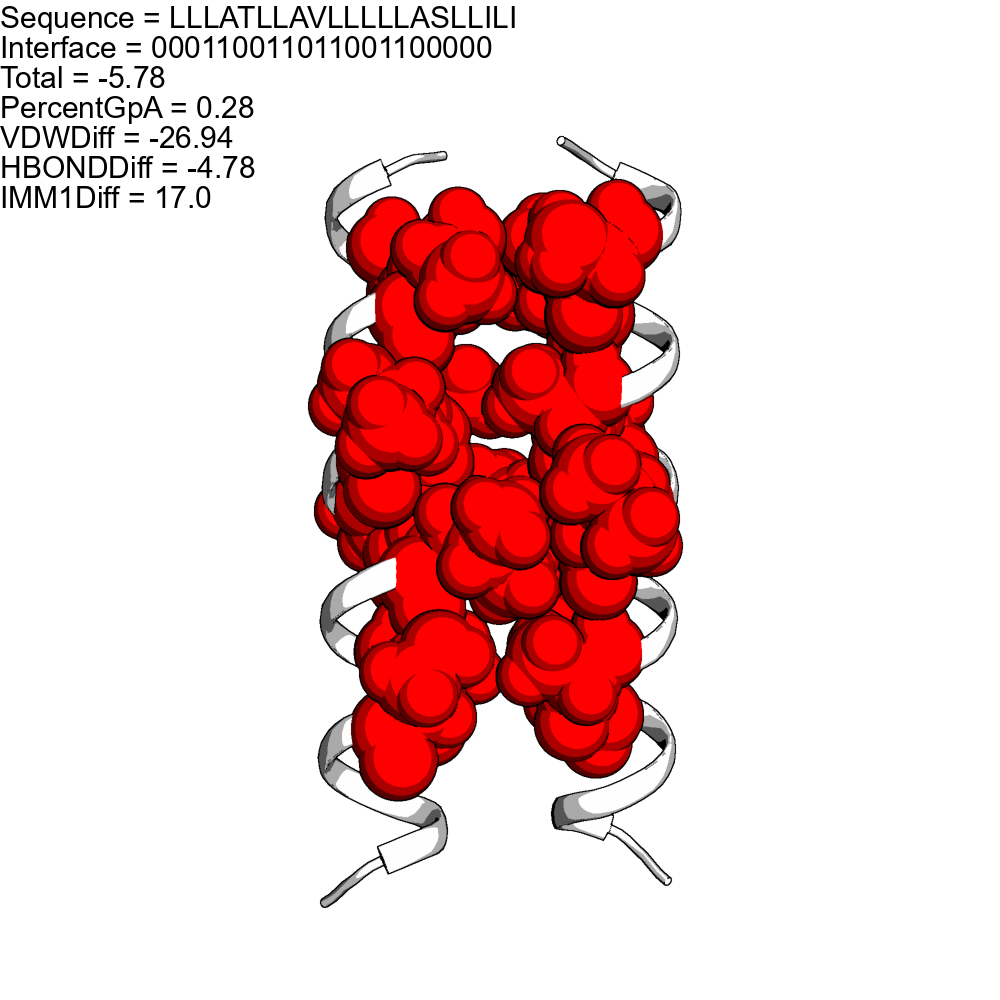 Sequence = LLLATLLAVLLLLLASLLILI
Interface = 000110011011001100000
Total = -5.78
PercentGpA = 0.28
VDWDiff = -26.94
HBONDDiff = -4.78
IMM1Diff = 17.0